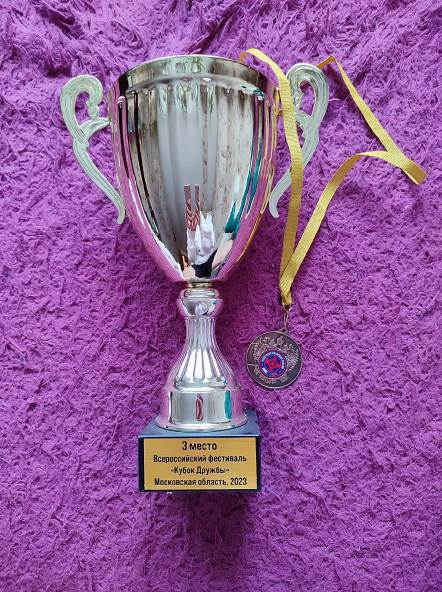 3 место
Всероссийский фестиваль
«Кубок Дружбы»
Московская область, 2023